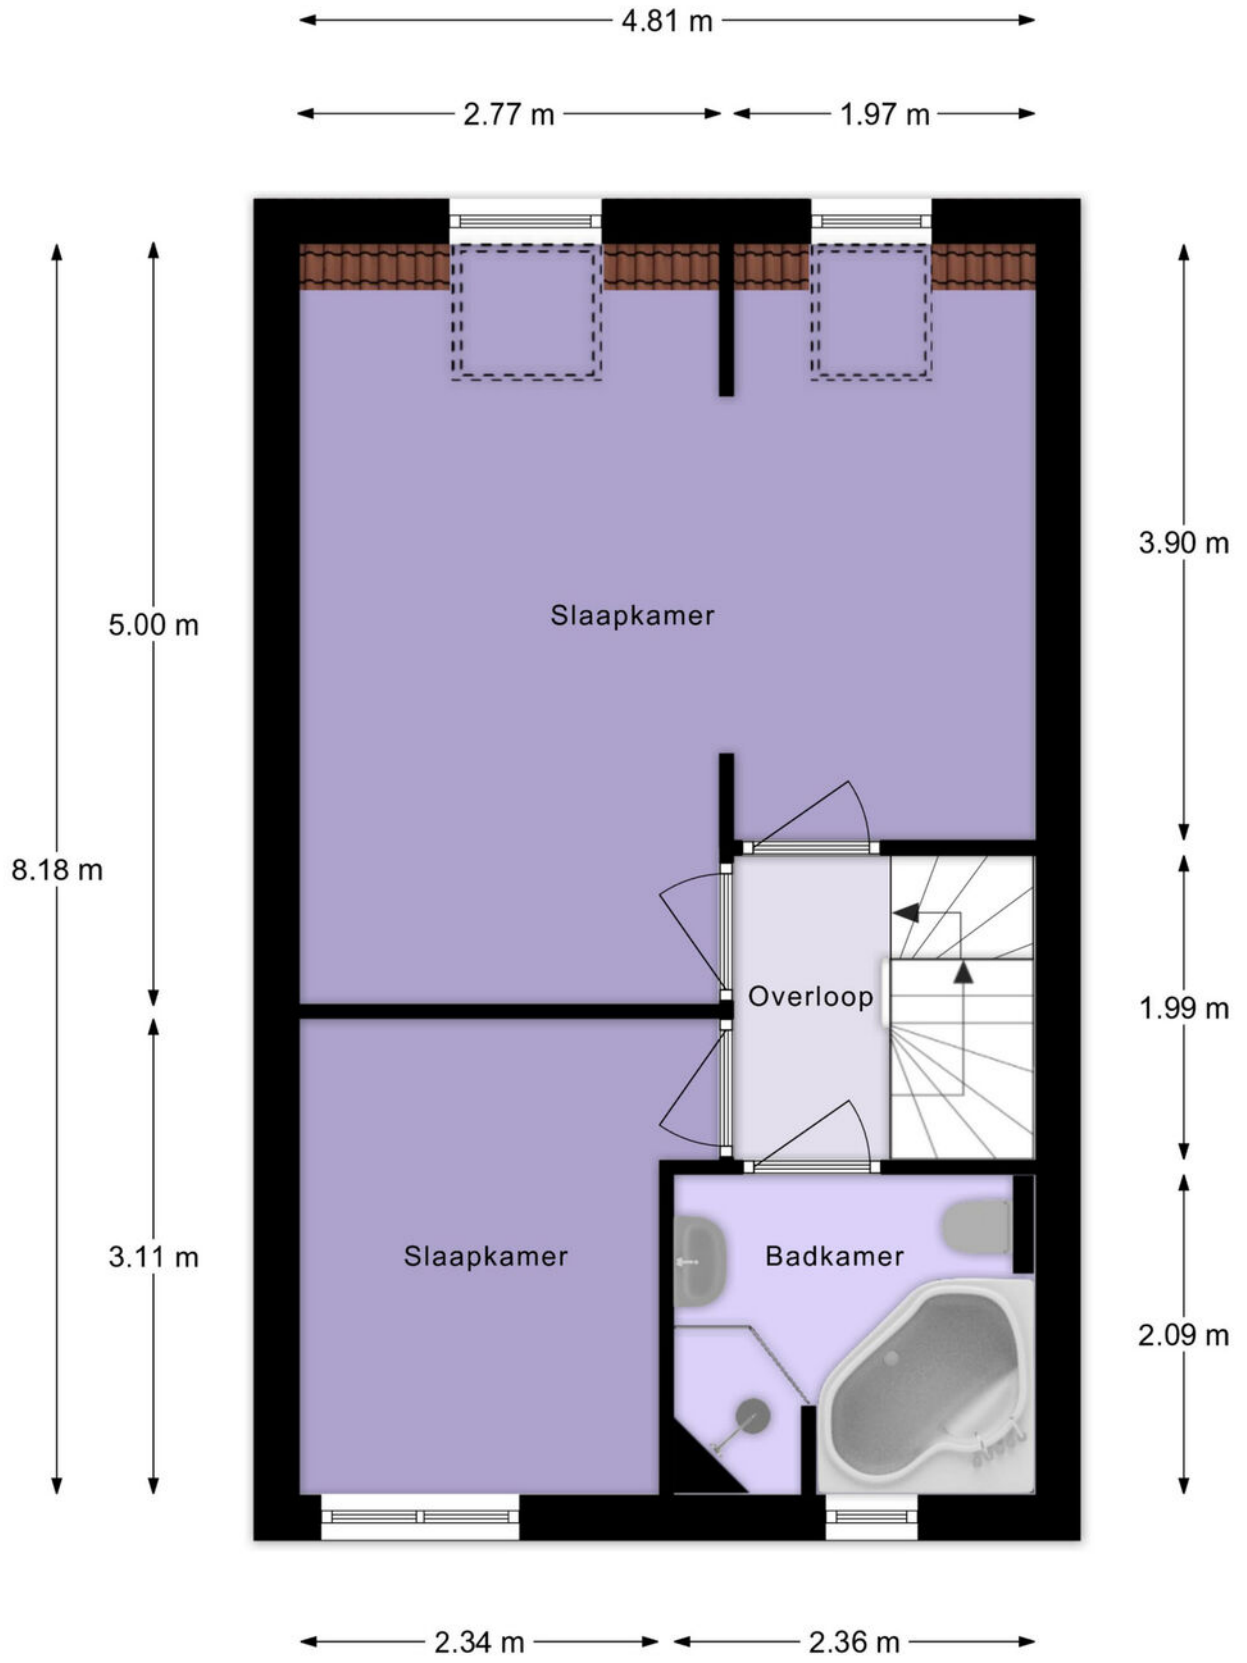 4.81 m
2.77 m
1.97 m
3.90 m
Slaapkamer
5.00 m
8.18 m
Overloop
1.99 m
Slaapkamer
Badkamer
3.11 m
2.09 m
2.34 m
2.36 m